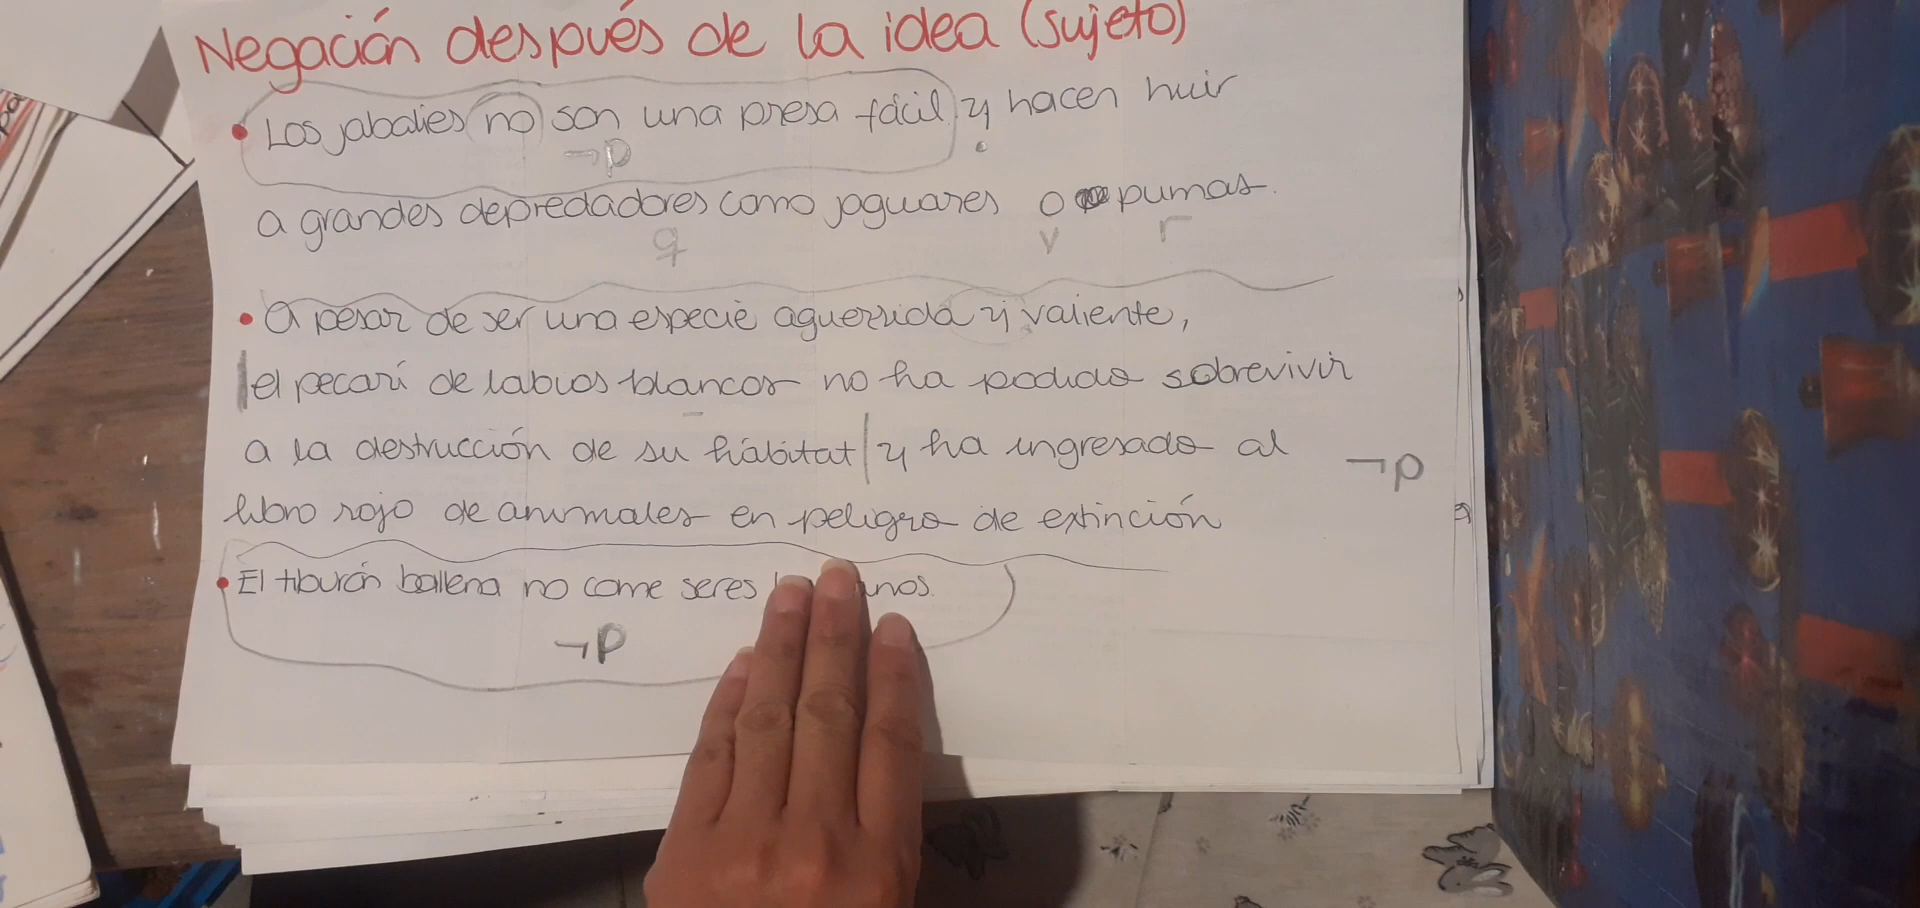 Negación después de la idea (sujeto)
• Los jabalíes no son una presa fácil y hacen huir
¬p
a grandes depredadores como jaguares o pumas.
q v r
• A pesar de ser una especie aguerrida y valiente,
el pecarí de labios blancos no ha podido sobrevivir
a la destrucción de su hábitat y ha ingresado al
¬p
libro rojo de animales en peligro de extinción
• El tiburón ballena no come seres
¬p